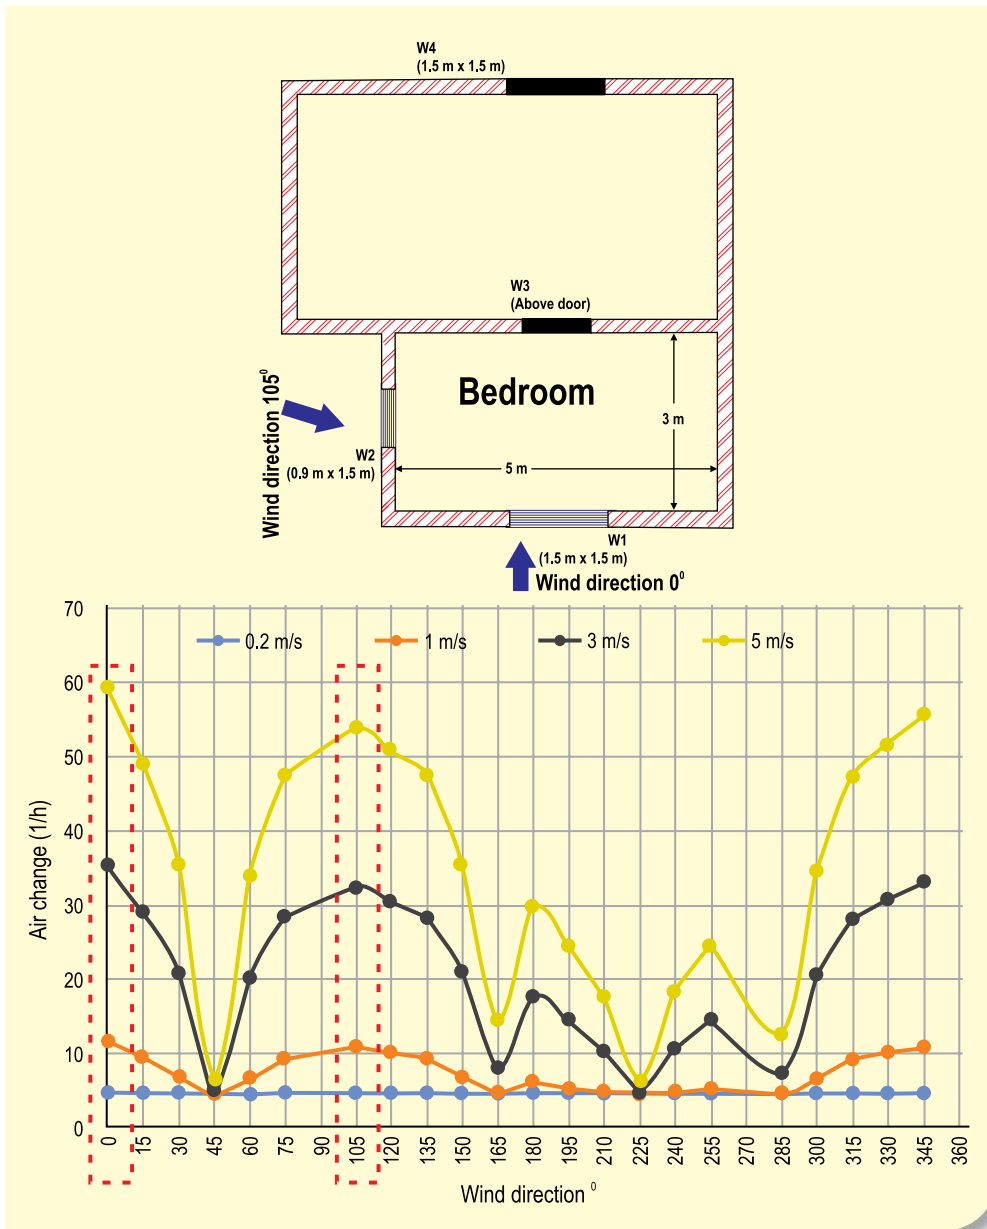 W4
(1.5 m x 1.5 m)
W3
(Above door)
Bedroom
Wind direction 105⁰
3 m
W2
(0.9 m x 1.5 m)
5 m
W1
(1.5 m x 1.5 m)
Wind direction 0⁰
70
60
50
40
30
20
10
0
0.2 m/s
1 m/s
3 m/s
5 m/s
Air change (1/h)
0 15 30 45 60 75 90 105 120 135 150 165 180 195 210 225 240 255 285 300 315 330 345 360
Wind direction ⁰